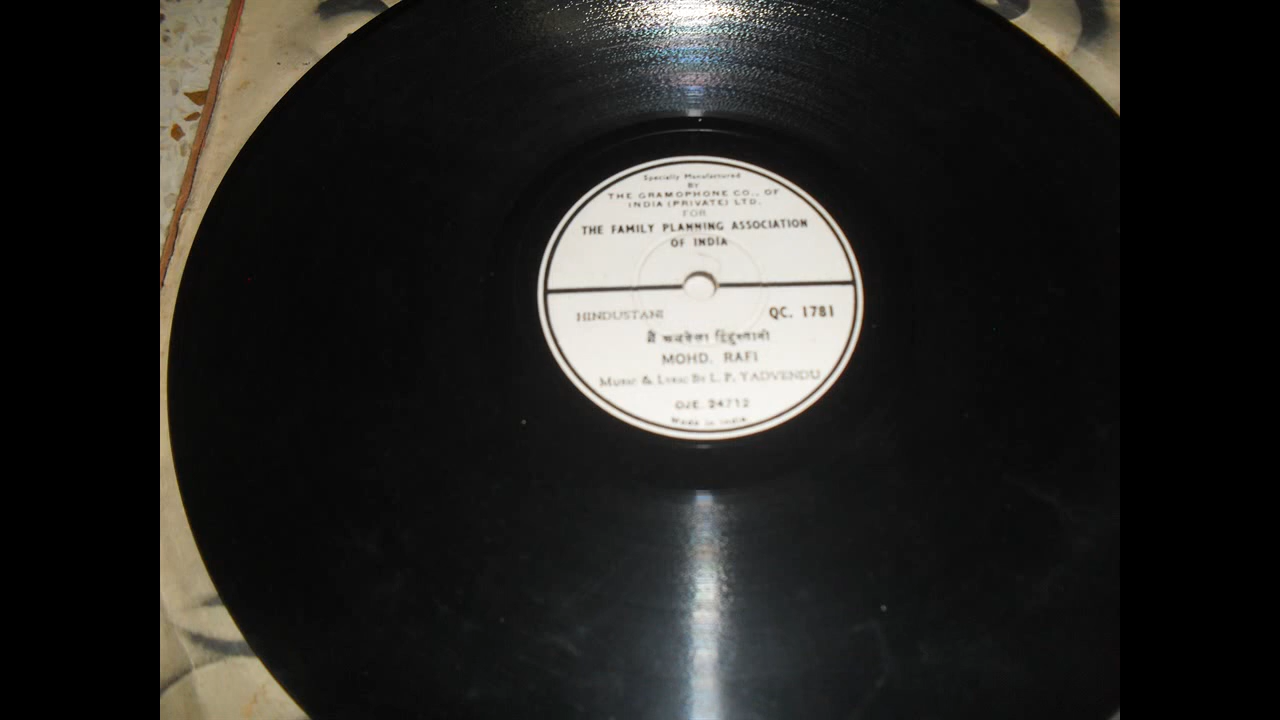 Specially Manufactured
BY
THE GRAMOPHONE CO., OF
INDIA (PRIVATE) LTD.
FOR
THE FAMILY PLANNING ASSOCIATION
OF INDIA
HINDUSTANI QC. 1781
मैं अलबेला हिंदुस्तानी
MOHD. RAFI
MUSIC & LYRIC BY L. P. YADVENDU
OJE 24712
Made in India